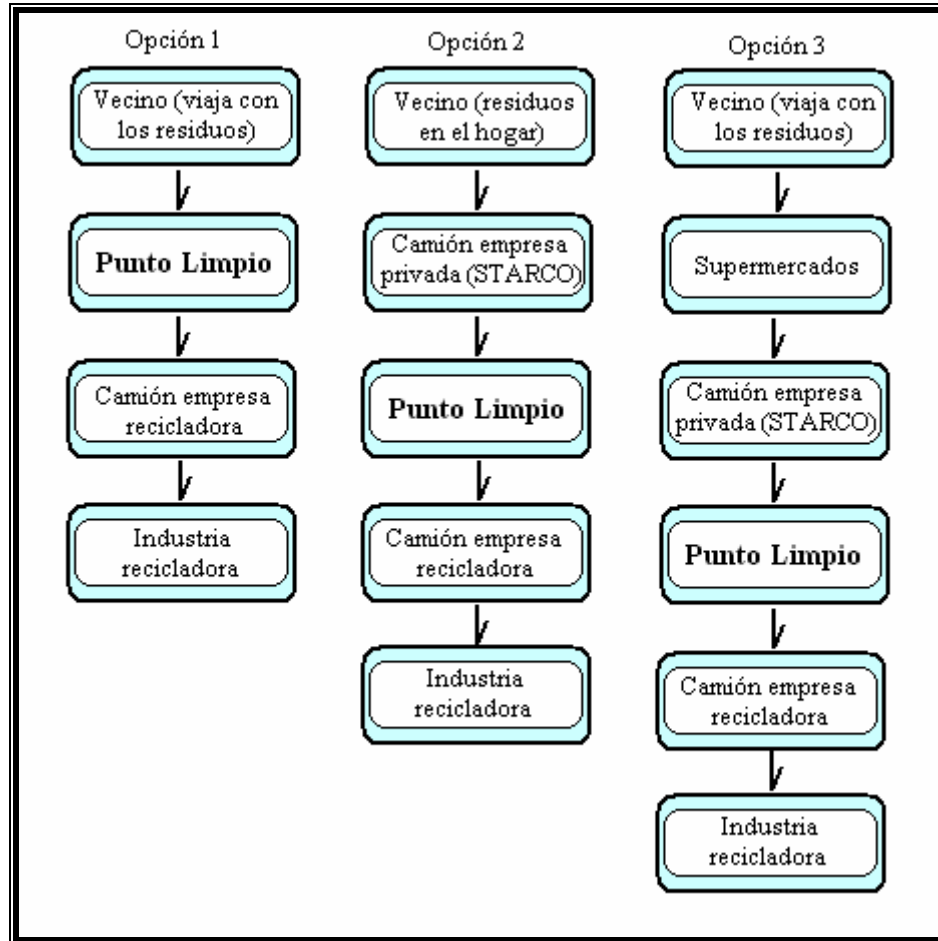 Opción 1
Vecino (viaja con
los residuos)
Punto Limpio
Camión empresa
recicladora
Industria
recicladora
Opción 2
Vecino (residuos
en el hogar)
Camión empresa
privada (STARCO)
Punto Limpio
Camión empresa
recicladora
Industria
recicladora
Opción 3
Vecino (viaja con
los residuos)
Supermercados
Camión empresa
privada (STARCO)
Punto Limpio
Camión empresa
recicladora
Industria
recicladora